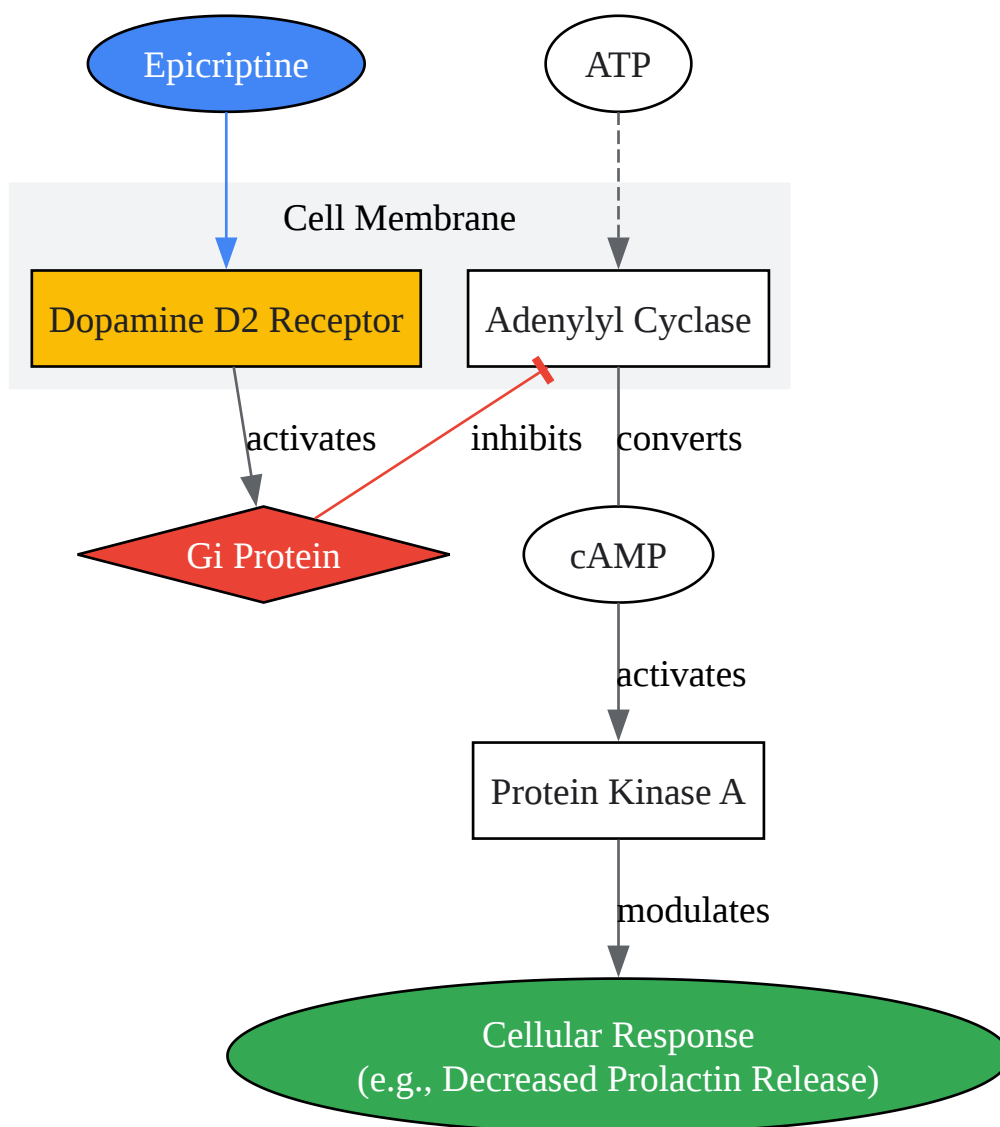 Epicriptine
ATP
Cell Membrane
Dopamine D2 Receptor
Adenylyl Cyclase
activates
inhibits
converts
Gi Protein
cAMP
activates
Protein Kinase A
modulates
Cellular Response
(e.g., Decreased Prolactin Release)